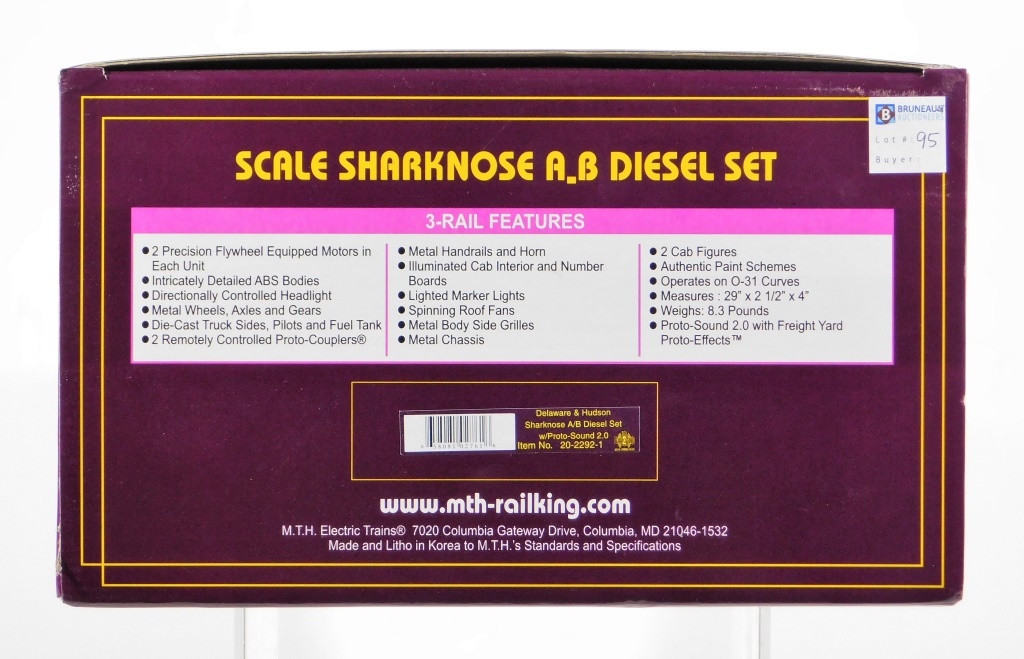 BRUNEAU
AUCTIONEERS
Lot #: 95
Buyer:
SCALE SHARKNOSE A_B DIESEL SET
3-RAIL FEATURES
● 2 Precision Flywheel Equipped Motors in
Each Unit
● Intricately Detailed ABS Bodies
● Directionally Controlled Headlight
● Metal Wheels, Axles and Gears
● Die-Cast Truck Sides, Pilots and Fuel Tank
● 2 Remotely Controlled Proto-Couplers®
● Metal Handrails and Horn
● Illuminated Cab Interior and Number
Boards
● Lighted Marker Lights
● Spinning Roof Fans
● Metal Body Side Grilles
● Metal Chassis
● 2 Cab Figures
● Authentic Paint Schemes
● Operates on O-31 Curves
● Measures : 29” x 2 1/2” x 4”
● Weighs: 8.3 Pounds
● Proto-Sound 2.0 with Freight Yard
Proto-Effects™
Delaware & Hudson
Sharknose A/B Diesel Set
w/Proto-Sound 2.0
Item No. 20-2292-1
www.mth-railking.com
M.T.H. Electric Trains® 7020 Columbia Gateway Drive, Columbia, MD 21046-1532
Made and Litho in Korea to M.T.H.'s Standards and Specifications